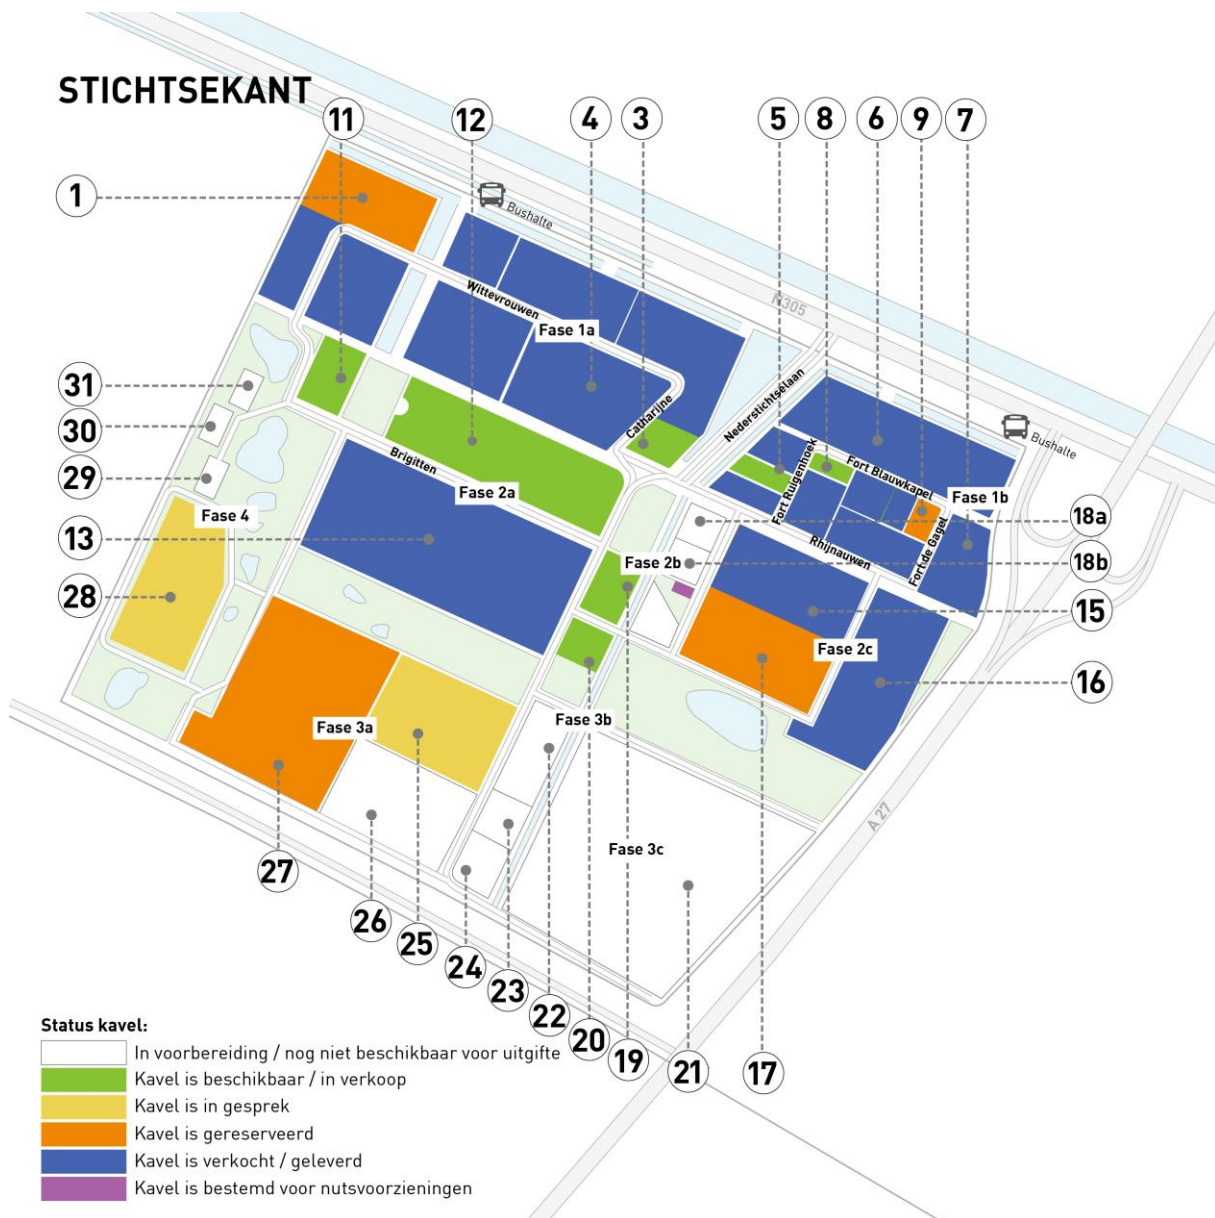 STICHTSEKANT
11
12
4
3
5
8
6
9
7
1
Bushalte
N305
Wittevrouwen
Fase 1a
Catharijne
Nederstichtselaan
Bushalte
31
30
29
Brigitten
Fase 2a
Fort Ruigenhoek
Fort Blauwkapel
Fase 1b
Fort de Gagel
Rhijnauwen
18a
Fase 4
13
Fase 2b
18b
28
15
Fase 2c
16
Fase 3a
Fase 3b
A 27
Fase 3c
27
26
25
24
23
22
20
19
21
17
Status kavel:
In voorbereiding / nog niet beschikbaar voor uitgifte
Kavel is beschikbaar / in verkoop
Kavel is in gesprek
Kavel is gereserveerd
Kavel is verkocht / geleverd
Kavel is bestemd voor nutsvoorzieningen